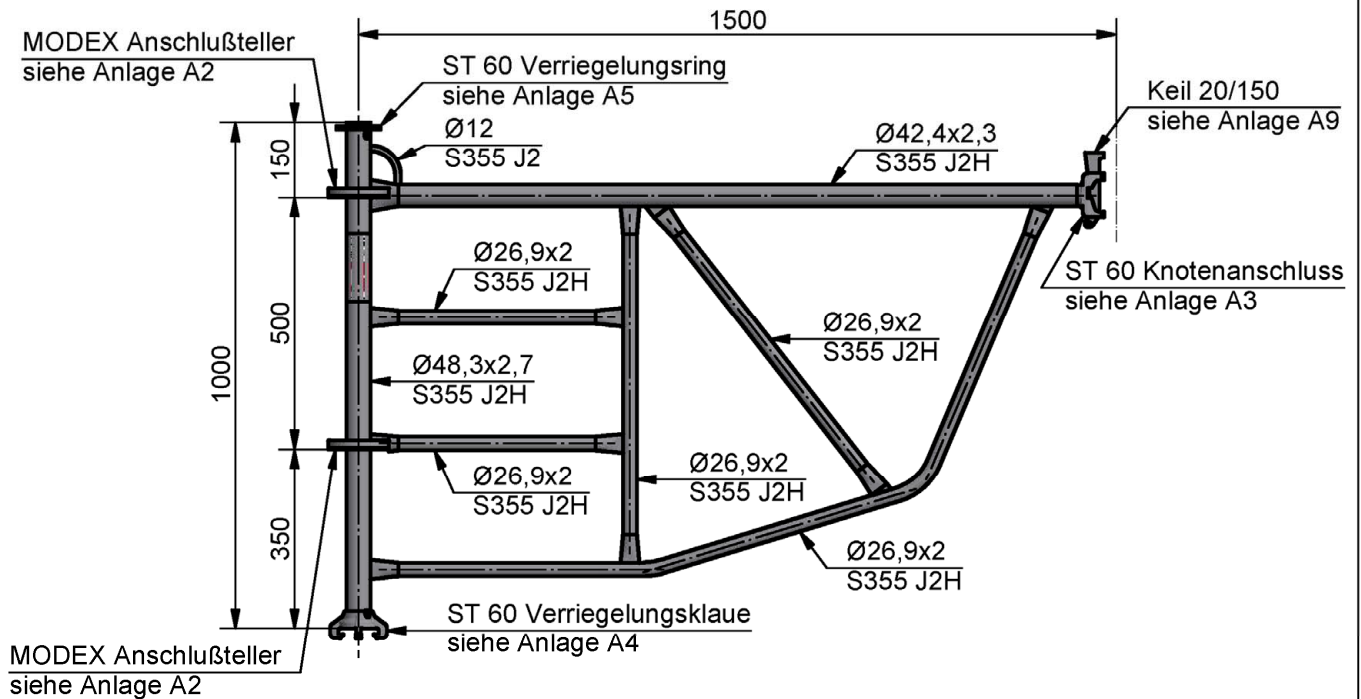 1500
MODEX Anschlußteller
siehe Anlage A2
ST 60 Verriegelungsring
siehe Anlage A5
Keil 20/150
siehe Anlage A9
Ø12
S355 J2
Ø42,4x2,3
S355 J2H
150
Ø26,9x2
S355 J2H
ST 60 Knotenanschluss
siehe Anlage A3
500
1000
Ø26,9x2
S355 J2H
Ø48,3x2,7
S355 J2H
Ø26,9x2
S355 J2H
Ø26,9x2
S355 J2H
350
Ø26,9x2
S355 J2H
ST 60 Verriegelungsklaue
siehe Anlage A4
MODEX Anschlußteller
siehe Anlage A2